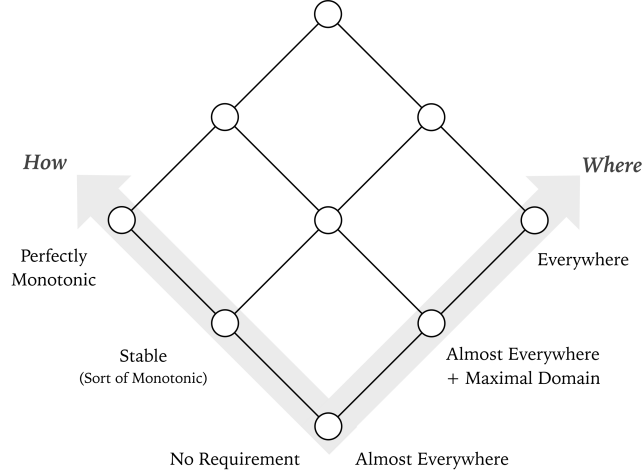 How
Where
Perfectly
Monotonic
Everywhere
Stable
(Sort of Monotonic)
Almost Everywhere
+ Maximal Domain
No Requirement
Almost Everywhere